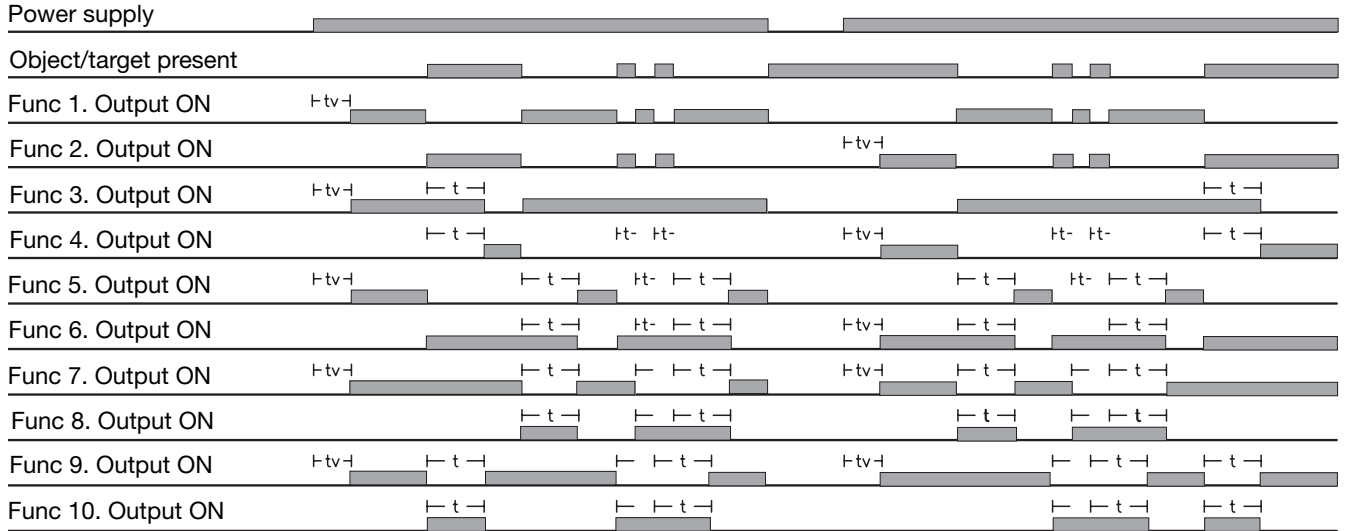 Power supply
Object/target present
Func 1. Output ON tv
Func 2. Output ON tv
Func 3. Output ON tv t t
Func 4. Output ON t t t tv t t t
Func 5. Output ON tv t t t t t t
Func 6. Output ON t t t tv t t
Func 7. Output ON tv t t tv t t
Func 8. Output ON t t t t
Func 9. Output ON tv t t tv t t
Func 10. Output ON t t t t